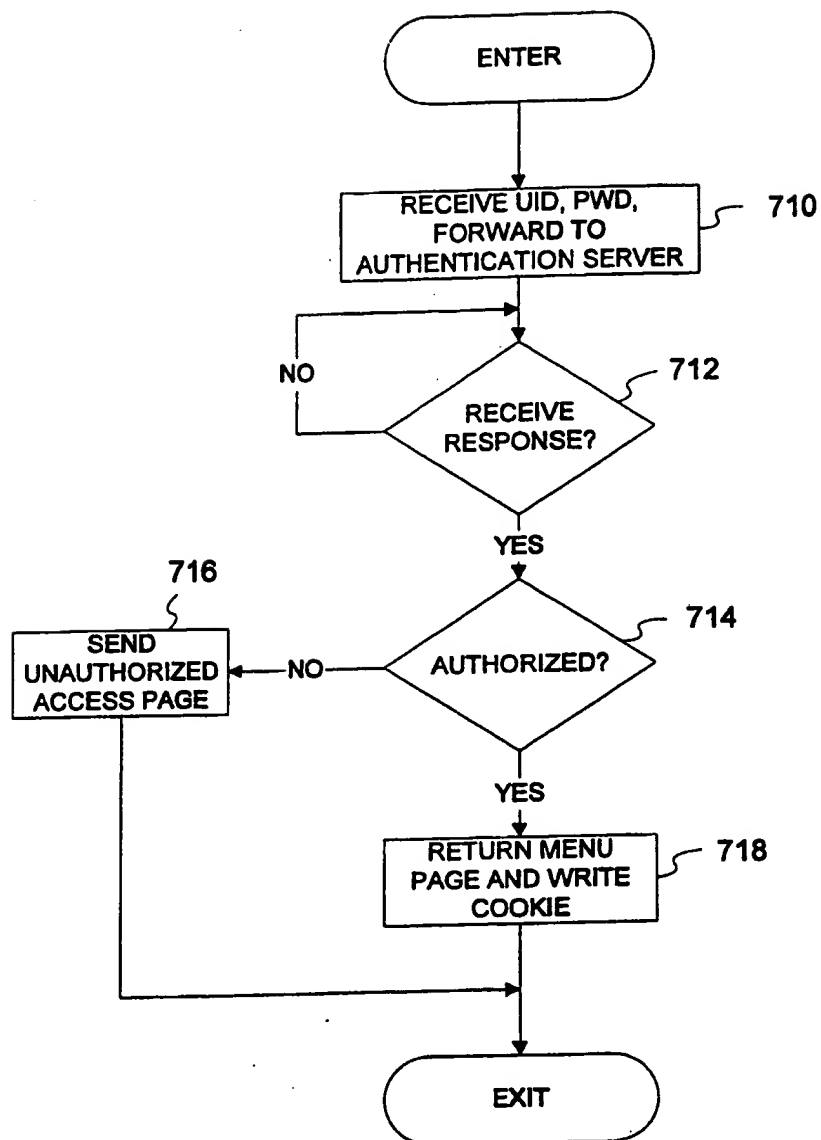 ENTER
RECEIVE UID, PWD,
FORWARD TO
AUTHENTICATION SERVER
710
NO
712
RECEIVE
RESPONSE?
YES
716
714
SEND
UNAUTHORIZED
ACCESS PAGE
NO
AUTHORIZED?
YES
RETURN MENU
PAGE AND WRITE
COOKIE
718
EXIT